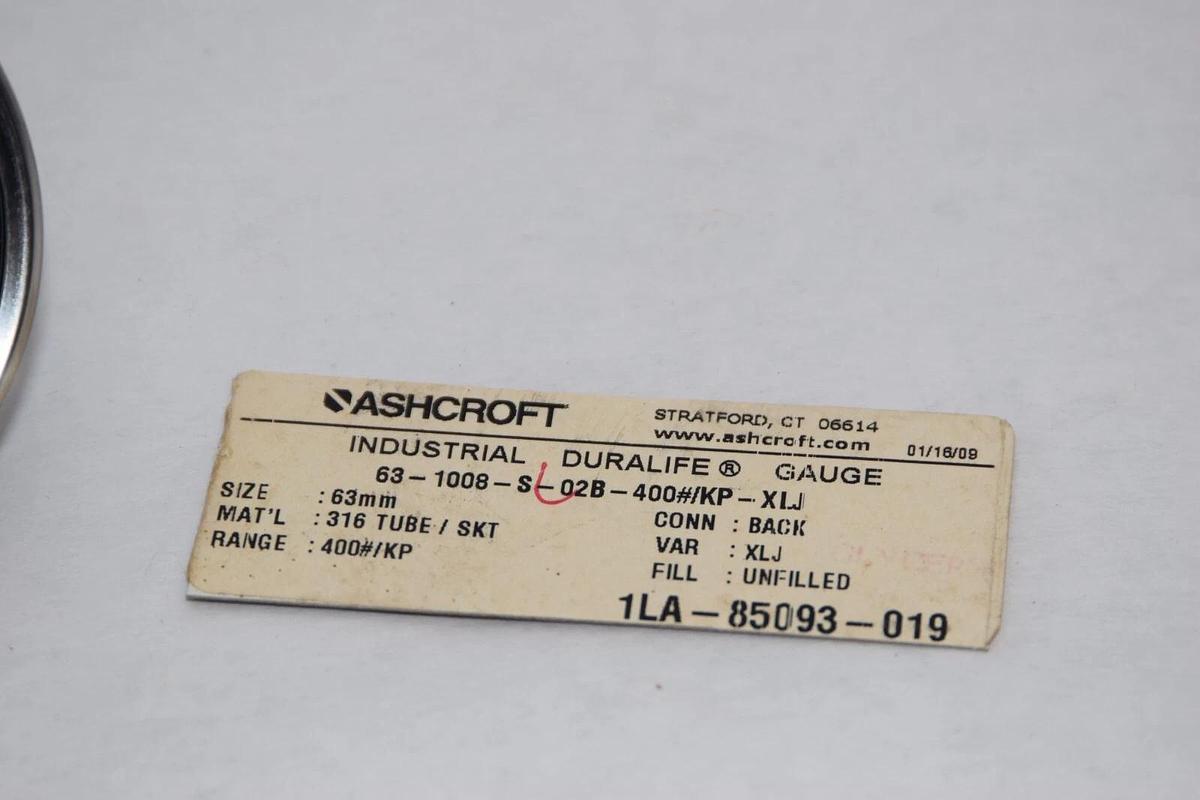 ASHCROFT
STRATFORD, CT 06614
www.ashcroft.com
01/16/09
INDUSTRIAL DURALIFE® GAUGE
63-1008-S-02B-400#/KP-XLJ
SIZE : 63mm
MAT'L : 316 TUBE / SKT
RANGE : 400#/KP
CONN : BACK
VAR : XLJ
FILL : UNFILLED
1LA-85093-019